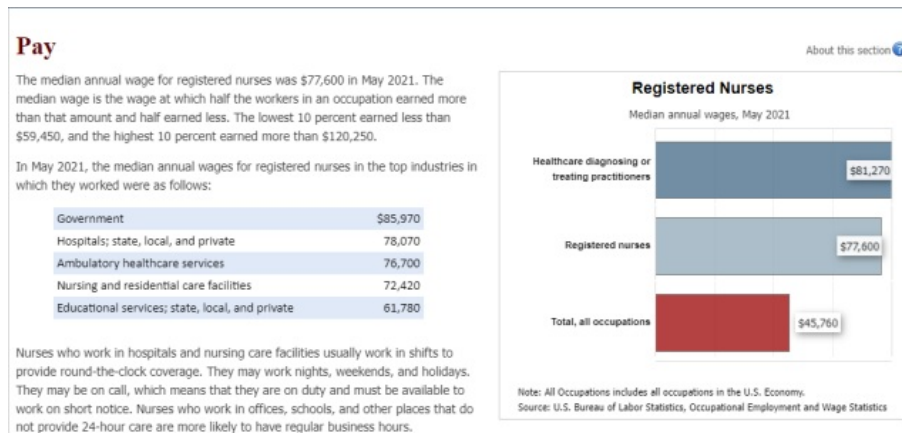 Pay
About this section ?
The median annual wage for registered nurses was $77,600 in May 2021. The
median wage is the wage at which half the workers in an occupation earned more
than that amount and half earned less. The lowest 10 percent earned less than
$59,450, and the highest 10 percent earned more than $120,250.
In May 2021, the median annual wages for registered nurses in the top industries in
which they worked were as follows:
Government $85,970
Hospitals; state, local, and private 78,070
Ambulatory healthcare services 76,700
Nursing and residential care facilities 72,420
Educational services; state, local, and private 61,780
Nurses who work in hospitals and nursing care facilities usually work in shifts to
provide round-the-clock coverage. They may work nights, weekends, and holidays.
They may be on call, which means that they are on duty and must be available to
work on short notice. Nurses who work in offices, schools, and other places that do
not provide 24-hour care are more likely to have regular business hours.
Registered Nurses
Median annual wages, May 2021
Healthcare diagnosing or
treating practitioners
$81,270
Registered nurses
$77,600
Total, all occupations
$45,760
Note: All Occupations includes all occupations in the U.S. Economy.
Source: U.S. Bureau of Labor Statistics, Occupational Employment and Wage Statistics